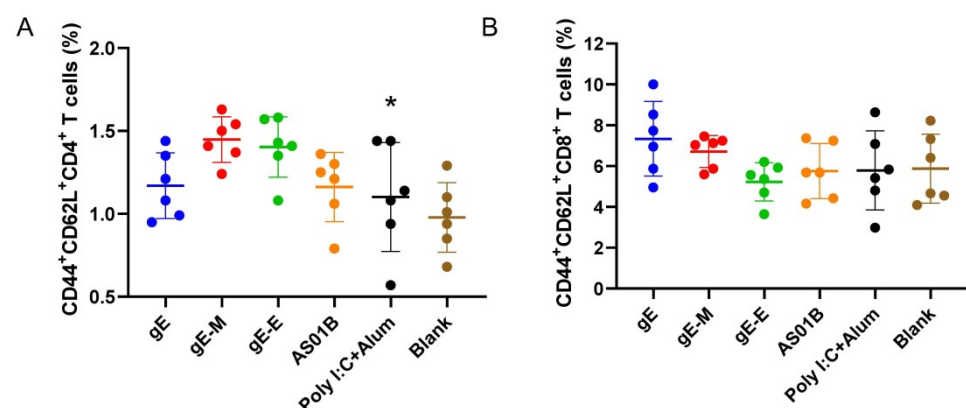 A
CD44⁺CD62L⁺CD4⁺ T cells (%)
2.0
1.5
1.0
0.5
*
gE
gE-M
gE-E
AS01B
Poly I:C+Alum
Blank
B
CD44⁺CD62L⁺CD8⁺ T cells (%)
12
10
8
6
4
2
0
gE
gE-M
gE-E
AS01B
Poly I:C+Alum
Blank